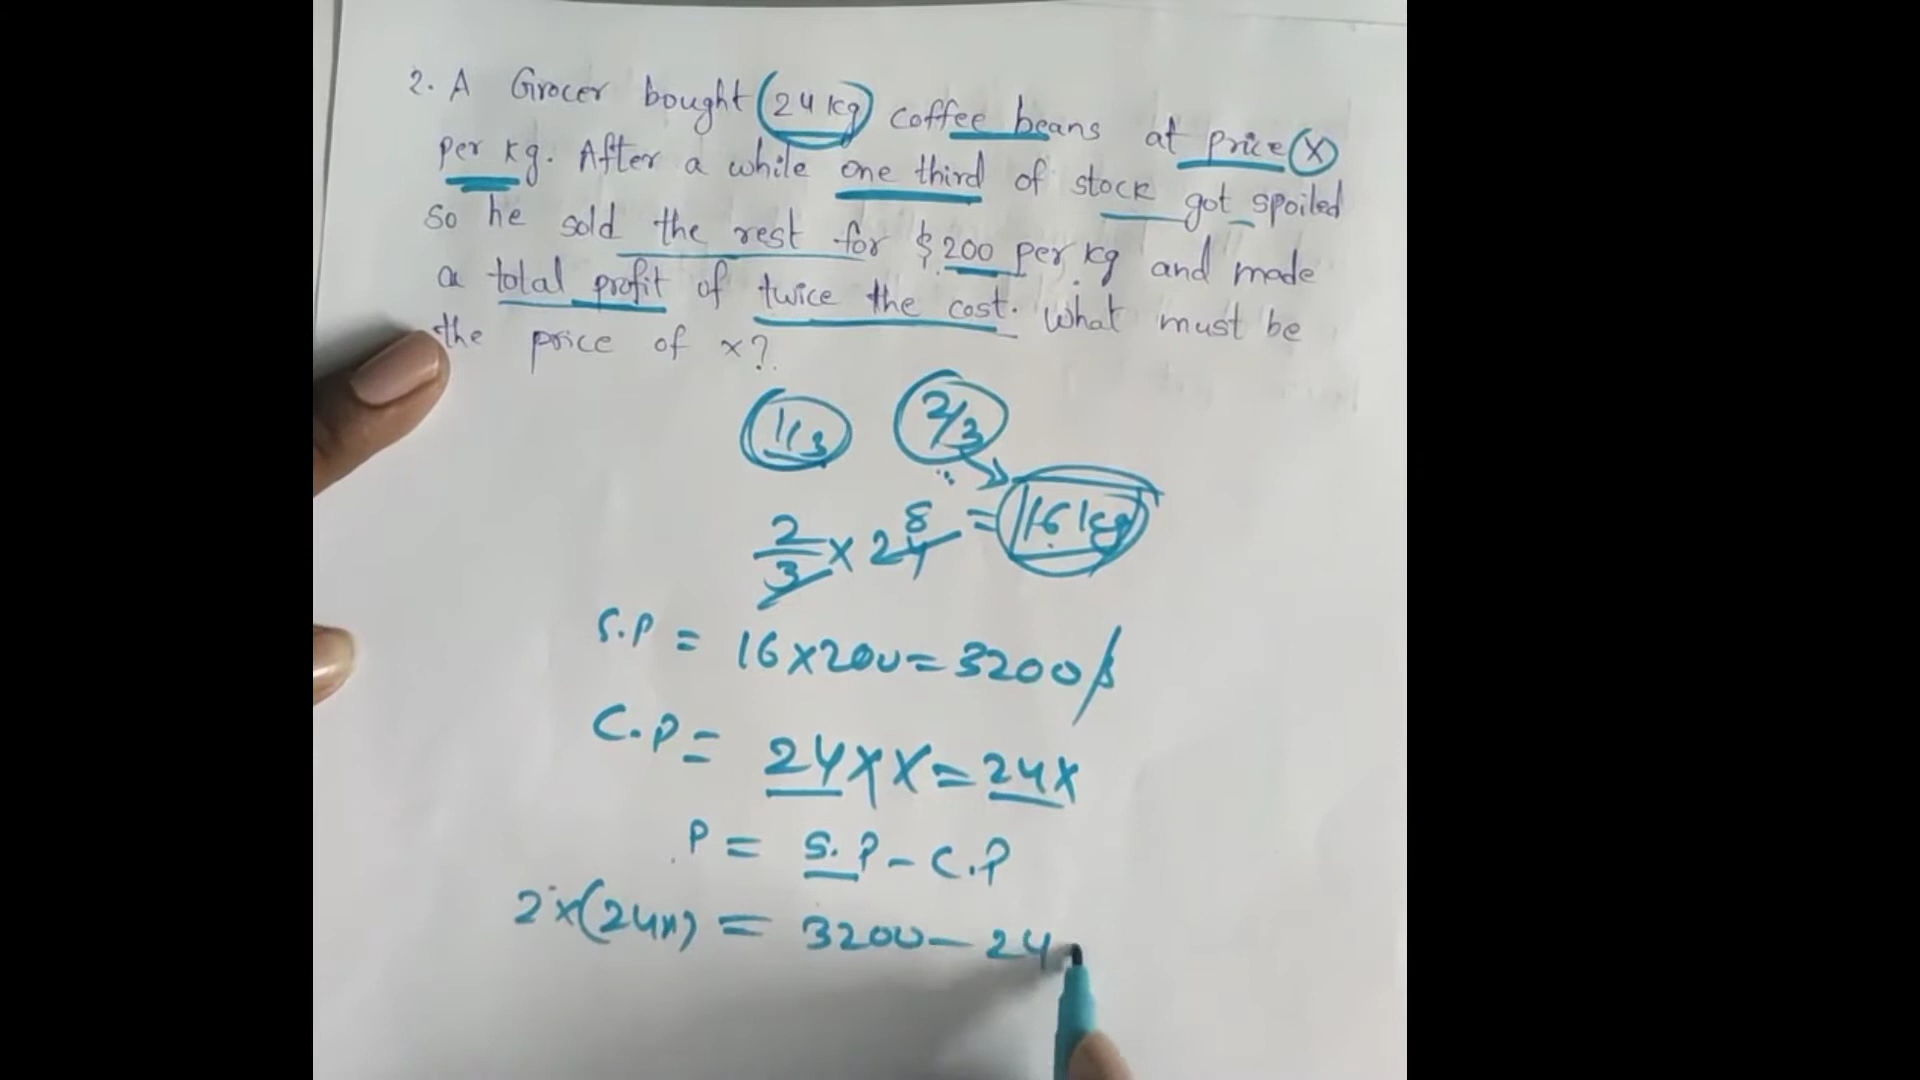 2. A Grocer bought 24 kg coffee beans at price x
per kg. After a while one third of stock got spoiled
so he sold the rest for $200 per kg and made
a total profit of twice the cost. What must be
the price of x?
1/3 2/3
2/3 x 24 8 = 16 kg
S.P = 16x200=3200$
C.P = 24xx=24x
P = S.P-C.P
2x(24x) = 3200-24